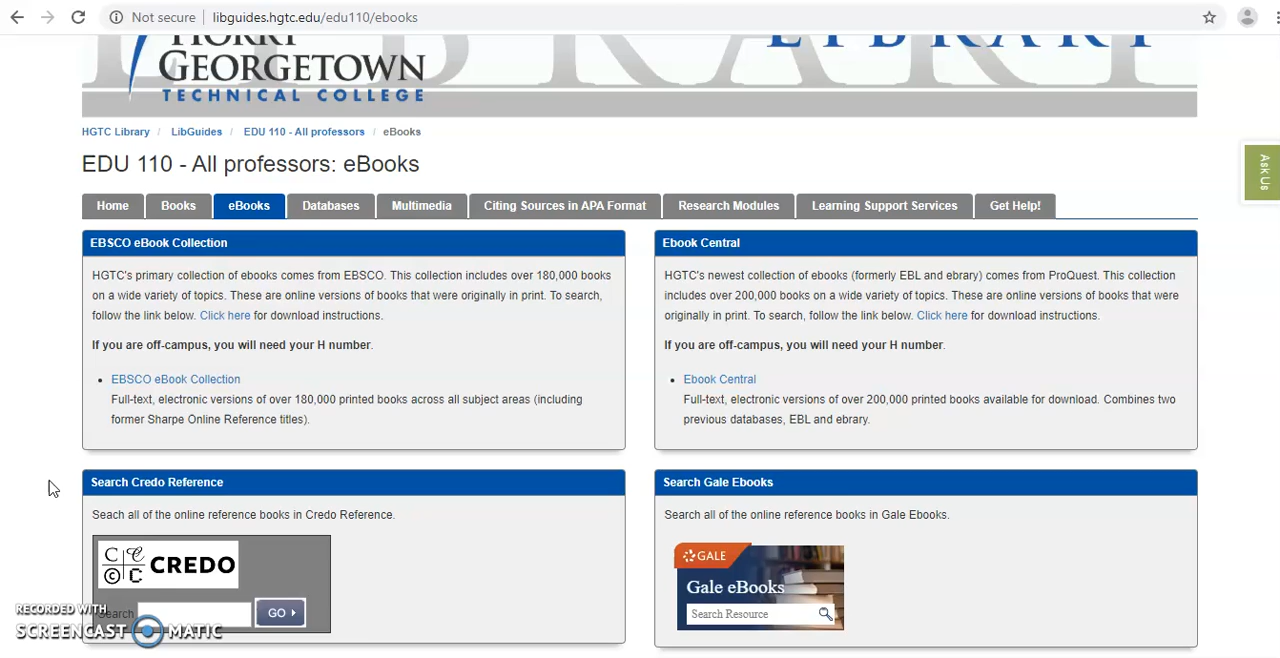 Not secure | libguides.hgtc.edu/edu110/ebooks
LIBRARY
HORRY
GEORGETOWN
TECHNICAL COLLEGE
HGTC Library / LibGuides / EDU 110 - All professors / eBooks
Ask Us
EDU 110 - All professors: eBooks
Home Books eBooks Databases Multimedia Citing Sources in APA Format Research Modules Learning Support Services Get Help!
EBSCO eBook Collection
HGTC's primary collection of ebooks comes from EBSCO. This collection includes over 180,000 books
on a wide variety of topics. These are online versions of books that were originally in print. To search,
follow the link below. Click here for download instructions.
If you are off-campus, you will need your H number.
• EBSCO eBook Collection
Full-text, electronic versions of over 180,000 printed books across all subject areas (including
former Sharpe Online Reference titles).
Ebook Central
HGTC's newest collection of ebooks (formerly EBL and ebrary) comes from ProQuest. This collection
includes over 200,000 books on a wide variety of topics. These are online versions of books that were
originally in print. To search, follow the link below. Click here for download instructions.
If you are off-campus, you will need your H number.
• Ebook Central
Full-text, electronic versions of over 200,000 printed books available for download. Combines two
previous databases, EBL and ebrary.
Search Credo Reference
Seach all of the online reference books in Credo Reference.
CREDO
Search GO
Search Gale Ebooks
Search all of the online reference books in Gale Ebooks.
GALE
Gale eBooks
Search Resource
RECORDED WITH
SCREENCAST MATIC